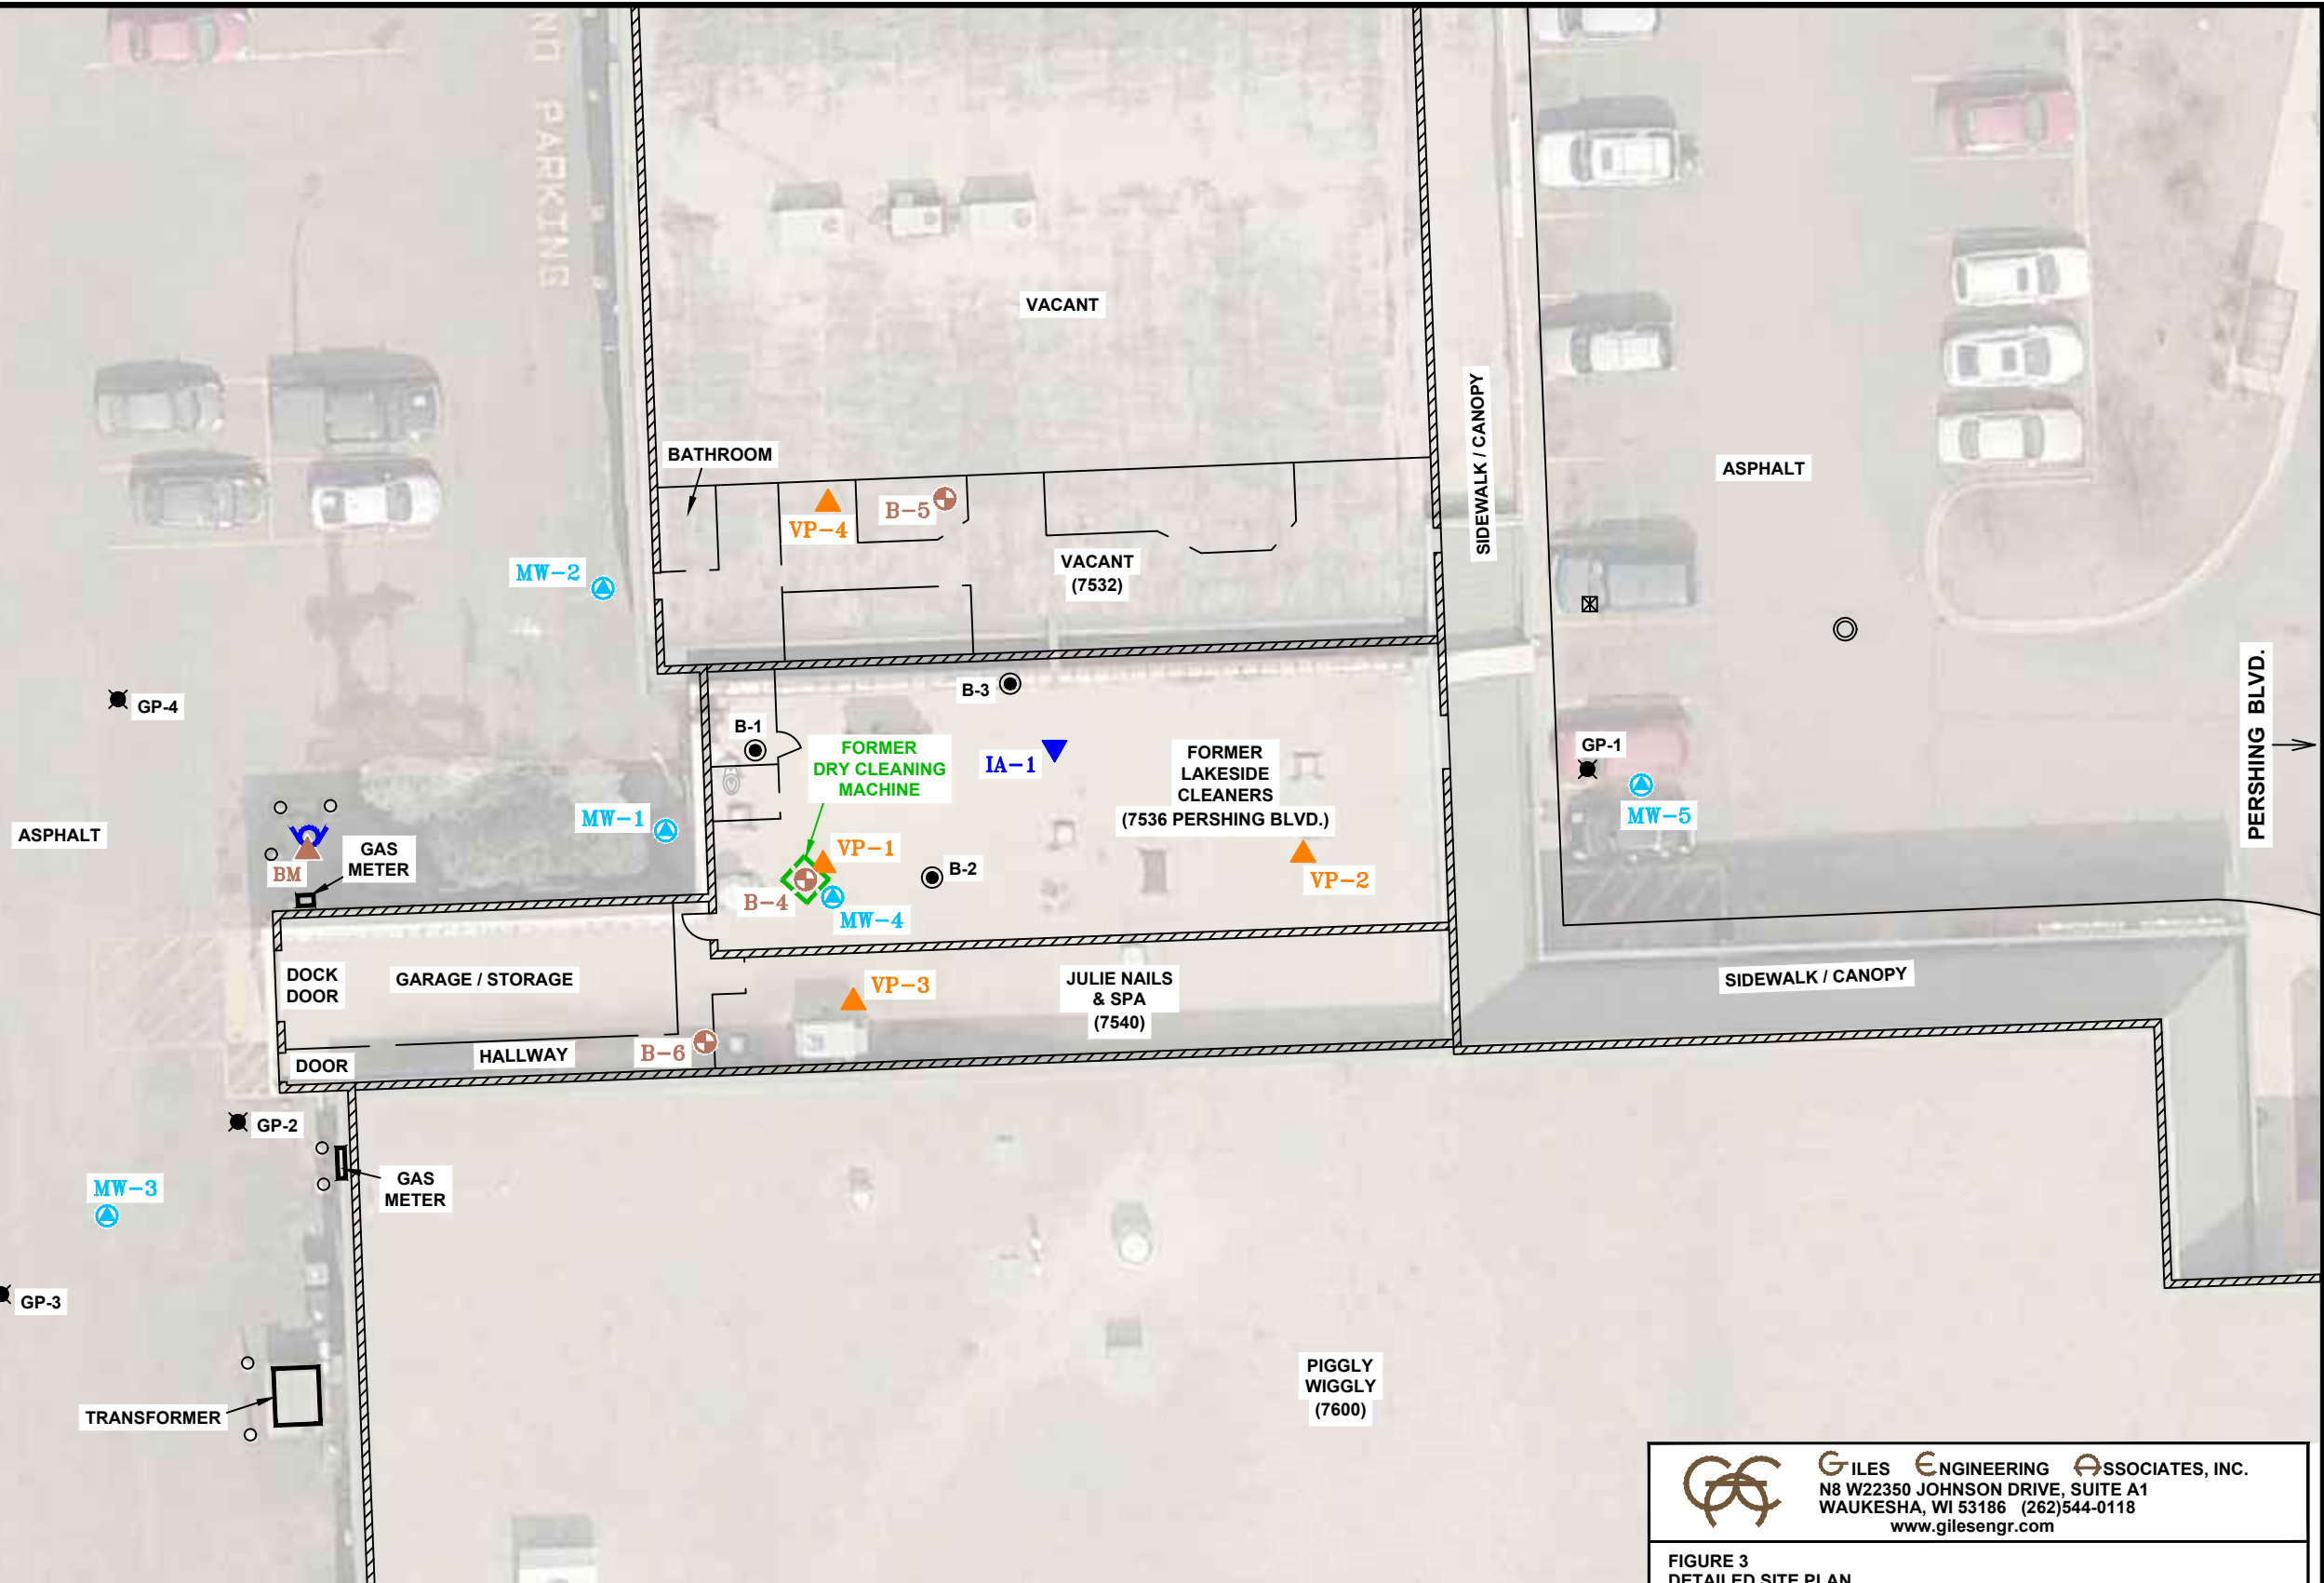 NO PARKING
VACANT
BATHROOM
SIDEWALK / CANOPY
ASPHALT
VP-4
B-5
VACANT
(7532)
MW-2
PERSHING BLVD.
GP-4
B-3
B-1
FORMER
DRY CLEANING
MACHINE
IA-1
FORMER
LAKESIDE
CLEANERS
(7536 PERSHING BLVD.)
GP-1
MW-5
ASPHALT
MW-1
GAS
METER
BM
VP-1
B-2
VP-2
B-4
MW-4
DOCK
DOOR
GARAGE / STORAGE
VP-3
JULIE NAILS
& SPA
(7540)
SIDEWALK / CANOPY
HALLWAY
B-6
DOOR
GP-2
GAS
METER
MW-3
GP-3
TRANSFORMER
PIGGLY
WIGGLY
(7600)
GILES ENGINEERING ASSOCIATES, INC.
N8 W22350 JOHNSON DRIVE, SUITE A1
WAUKESHA, WI 53186 (262)544-0118
www.gilesengr.com
FIGURE 3
DETAILED SITE PLAN